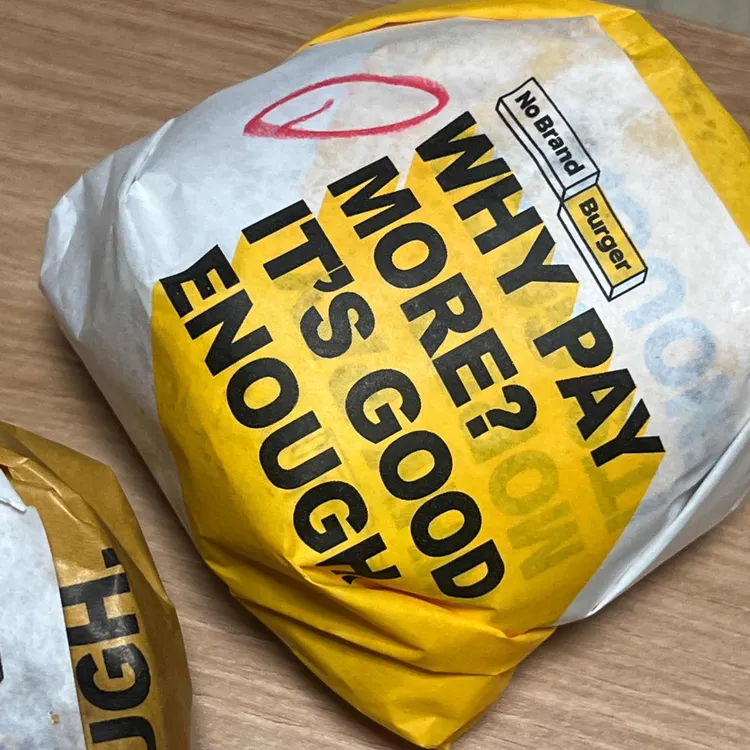 No Brand
Burger
WHY PAY
MORE?
IT'S GOOD
ENOUGH
UGH.